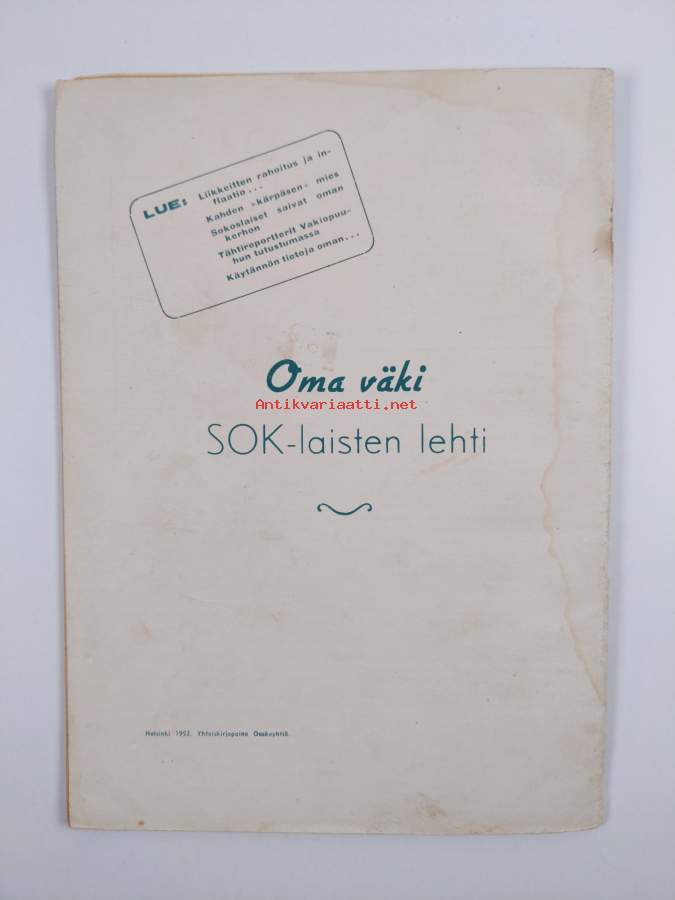 LUE: Liikkeitten rahoitus ja in-
flaatio...
Kahden »kärpäsen» mies
Sokoslaiset saivat oman
kerhon
Tähtireportterit Vakiopuu-
hun tutustumassa
Käytännön tietoja oman...
Oma väki
Antikvariaatti.net
SOK-laisten lehti
Helsinki 1952. Yhteiskirjapaino Osakeyhtiö.